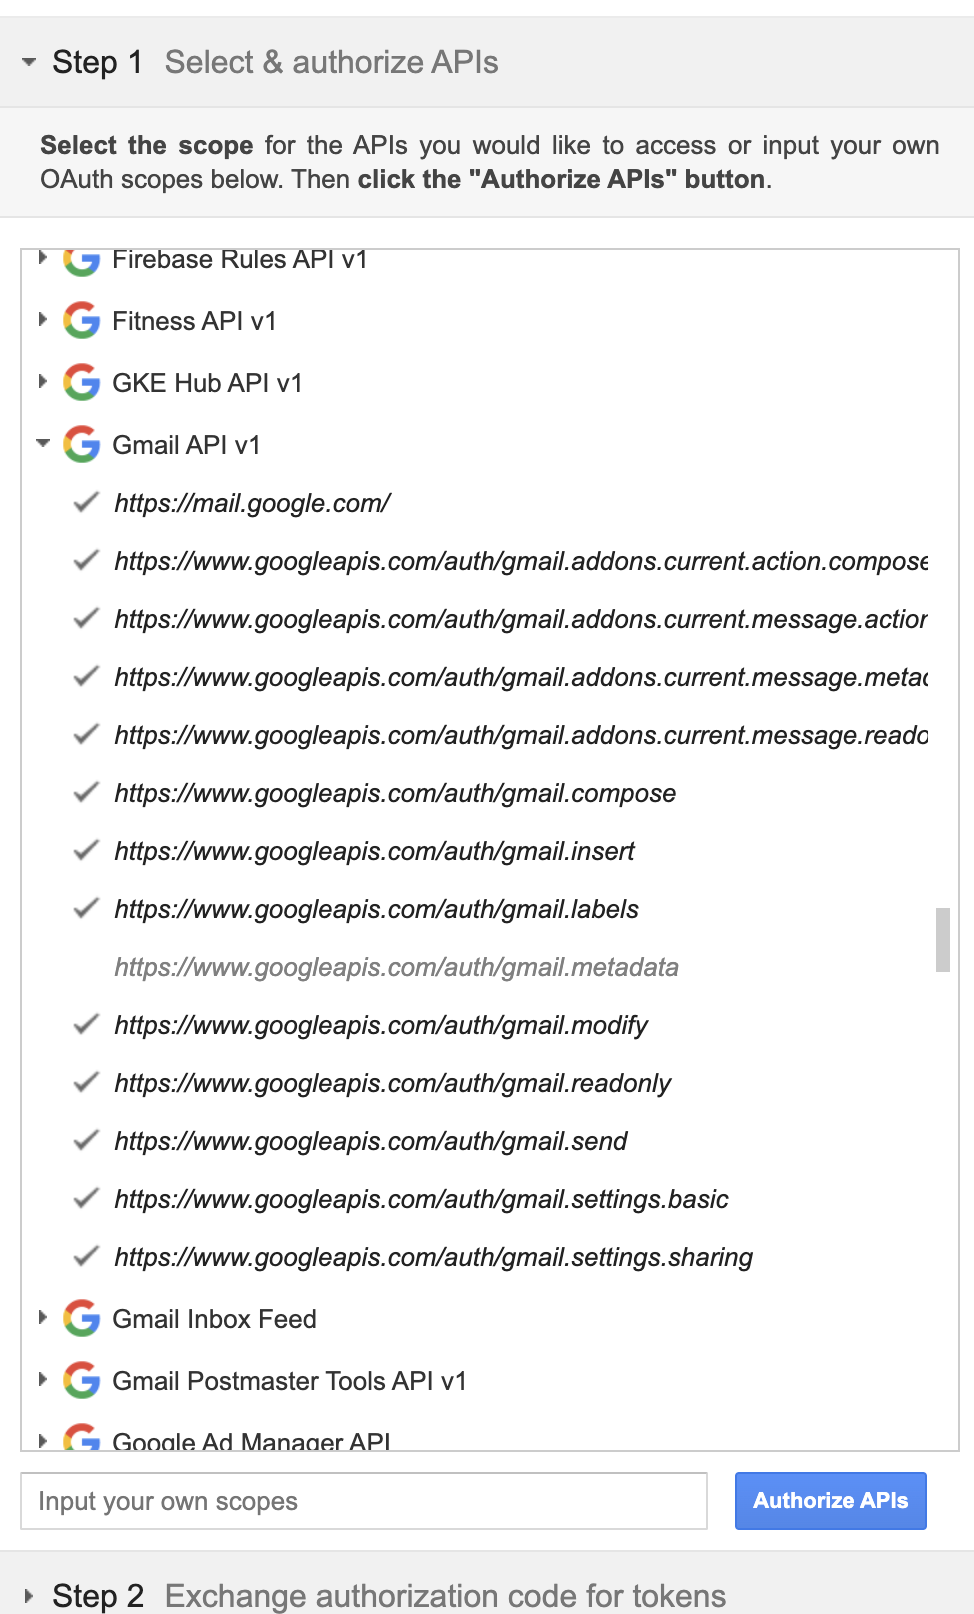 Step 1 Select & authorize APIs
Select the scope for the APIs you would like to access or input your own
OAuth scopes below. Then click the "Authorize APIs" button.
Firebase Rules API v1
Fitness API v1
GKE Hub API v1
Gmail API v1
https://mail.google.com/
https://www.googleapis.com/auth/gmail.addons.current.action.compose
https://www.googleapis.com/auth/gmail.addons.current.message.action
https://www.googleapis.com/auth/gmail.addons.current.message.metad
https://www.googleapis.com/auth/gmail.addons.current.message.reado
https://www.googleapis.com/auth/gmail.compose
https://www.googleapis.com/auth/gmail.insert
https://www.googleapis.com/auth/gmail.labels
https://www.googleapis.com/auth/gmail.metadata
https://www.googleapis.com/auth/gmail.modify
https://www.googleapis.com/auth/gmail.readonly
https://www.googleapis.com/auth/gmail.send
https://www.googleapis.com/auth/gmail.settings.basic
https://www.googleapis.com/auth/gmail.settings.sharing
Gmail Inbox Feed
Gmail Postmaster Tools API v1
Google Ad Manager API
Input your own scopes
Authorize APIs
Step 2 Exchange authorization code for tokens